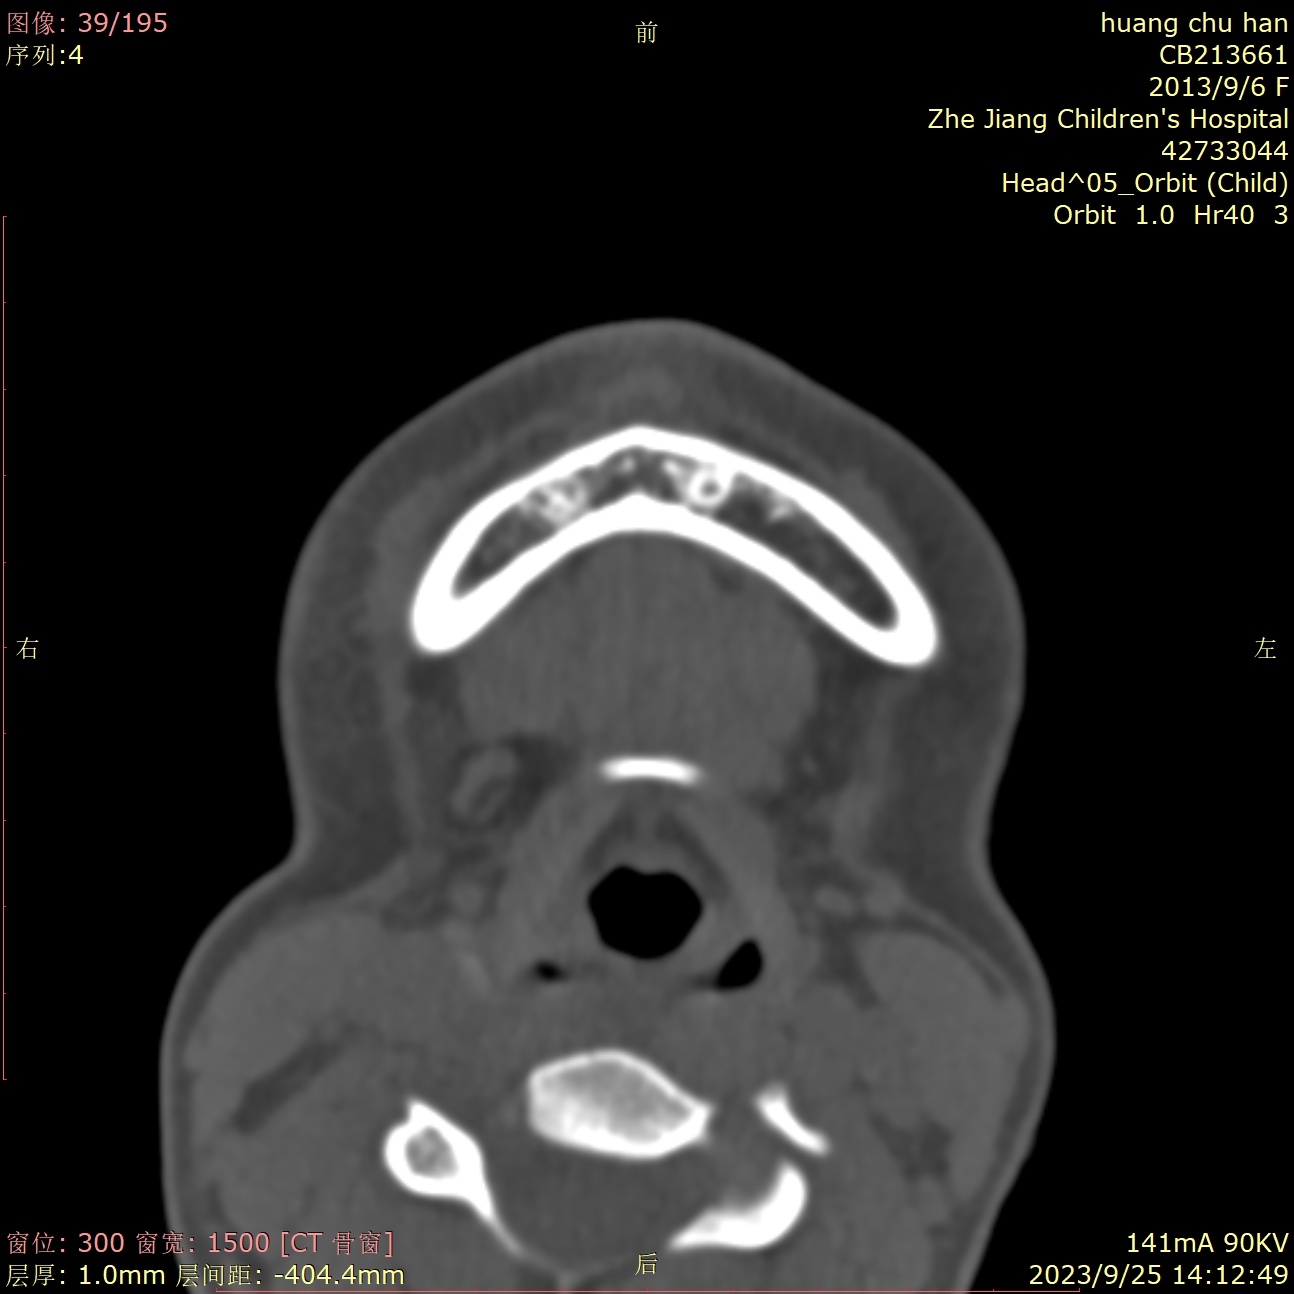 图像: 39/195
序列:4
前
huang chu han
CB213661
2013/9/6 F
Zhe Jiang Children's Hospital
42733044
Head^05_Orbit (Child)
Orbit 1.0 Hr40 3
右
左
窗位: 300 窗宽: 1500 [CT 骨窗]
层厚: 1.0mm 层间距: -404.4mm
后
141mA 90KV
2023/9/25 14:12:49